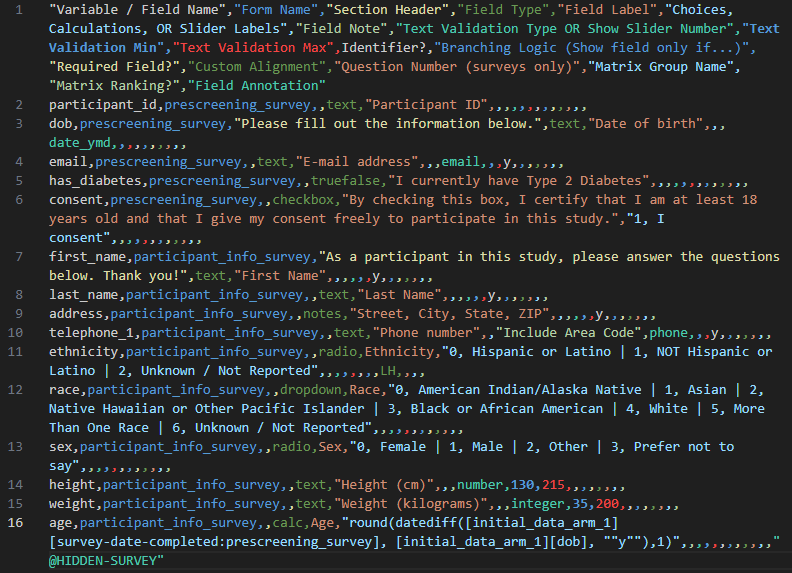 1 "Variable / Field Name","Form Name","Section Header","Field Type","Field Label","Choices,
Calculations, OR Slider Labels","Field Note","Text Validation Type OR Show Slider Number","Text
Validation Min","Text Validation Max",Identifier?,"Branching Logic (Show field only if...)",
"Required Field?","Custom Alignment","Question Number (surveys only)","Matrix Group Name",
"Matrix Ranking?","Field Annotation"
2 participant_id,prescreening_survey,,text,"Participant ID",,,,,,,,,,,,,
3 dob,prescreening_survey,"Please fill out the information below.",text,"Date of birth",,,
date_ymd,,,,,,,,,,
4 email,prescreening_survey,,text,"E-mail address",,,email,,,y,,,,,,,
5 has_diabetes,prescreening_survey,,truefalse,"I currently have Type 2 Diabetes",,,,,,,,,,,,,
6 consent,prescreening_survey,,checkbox,"By checking this box, I certify that I am at least 18
years old and that I give my consent freely to participate in this study.","1, I
consent",,,,,,,,,,,,
7 first_name,participant_info_survey,"As a participant in this study, please answer the questions
below. Thank you!",text,"First Name",,,,,,y,,,,,,,
8 last_name,participant_info_survey,,text,"Last Name",,,,,,y,,,,,,,
9 address,participant_info_survey,,notes,"Street, City, State, ZIP",,,,,,y,,,,,,,
10 telephone_1,participant_info_survey,,text,"Phone number",,"Include Area Code",phone,,,y,,,,,,,
11 ethnicity,participant_info_survey,,radio,Ethnicity,"0, Hispanic or Latino | 1, NOT Hispanic or
Latino | 2, Unknown / Not Reported",,,,,,,,LH,,,,
12 race,participant_info_survey,,dropdown,Race,"0, American Indian/Alaska Native | 1, Asian | 2,
Native Hawaiian or Other Pacific Islander | 3, Black or African American | 4, White | 5, More
Than One Race | 6, Unknown / Not Reported",,,,,,,,,,,,
13 sex,participant_info_survey,,radio,Sex,"0, Female | 1, Male | 2, Other | 3, Prefer not to
say",,,,,,,,,,,,
14 height,participant_info_survey,,text,"Height (cm)",,,number,130,215,,,,,,,,
15 weight,participant_info_survey,,text,"Weight (kilograms)",,,integer,35,200,,,,,,,,
16 age,participant_info_survey,,calc,Age,"round(datediff([initial_data_arm_1]
[survey-date-completed:prescreening_survey], [initial_data_arm_1][dob], ""y""),1)",,,,,,,,,,,,"
@HIDDEN-SURVEY"